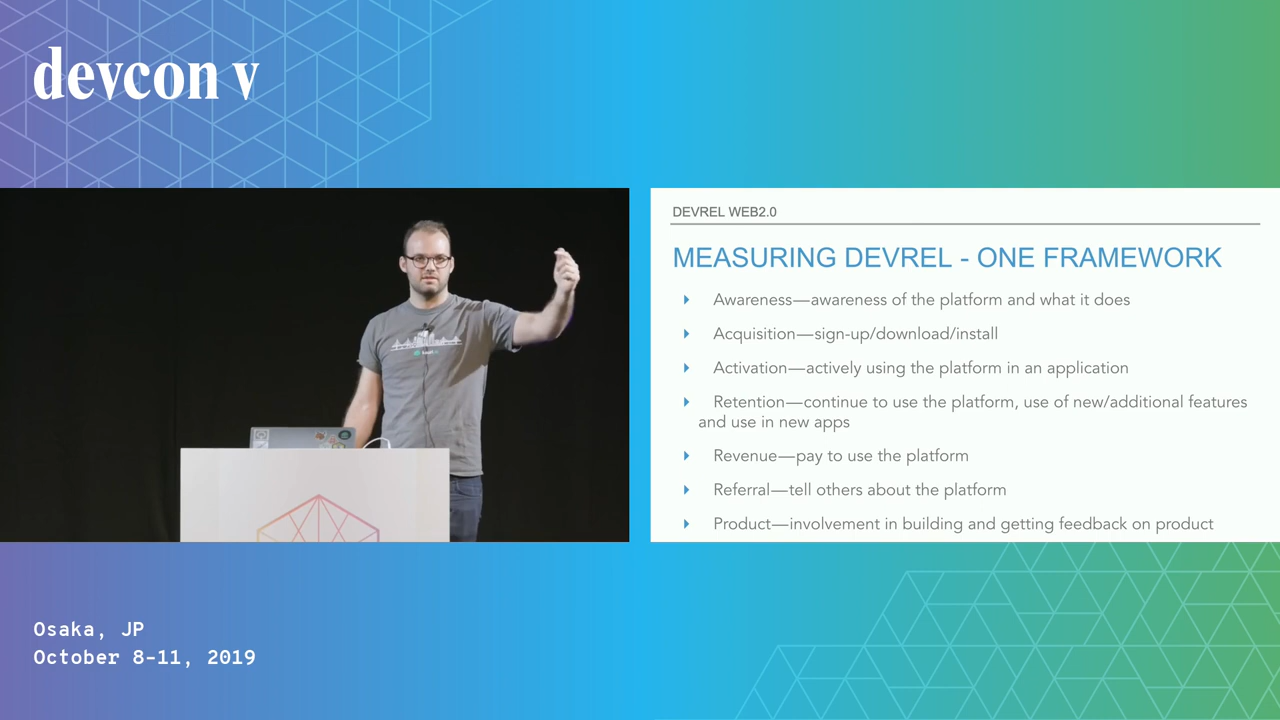 devcon v
DEVREL WEB2.0
MEASURING DEVREL - ONE FRAMEWORK
Awareness—awareness of the platform and what it does
Acquisition—sign-up/download/install
Activation—actively using the platform in an application
Retention—continue to use the platform, use of new/additional features
and use in new apps
Revenue—pay to use the platform
Referral—tell others about the platform
Product—involvement in building and getting feedback on product
Osaka, JP
October 8-11, 2019